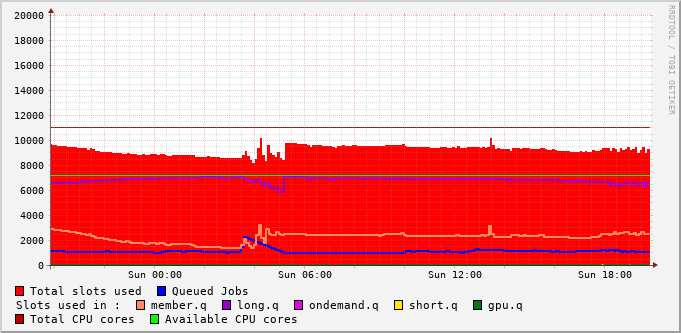 20000
18000
16000
14000
12000
10000
8000
6000
4000
2000
0
Sun 00:00 Sun 06:00 Sun 12:00 Sun 18:00
RRDTOOL / TOBI OETIKER
Total slots used Queued Jobs
Slots used in : member.q long.q ondemand.q short.q gpu.q
Total CPU cores Available CPU cores